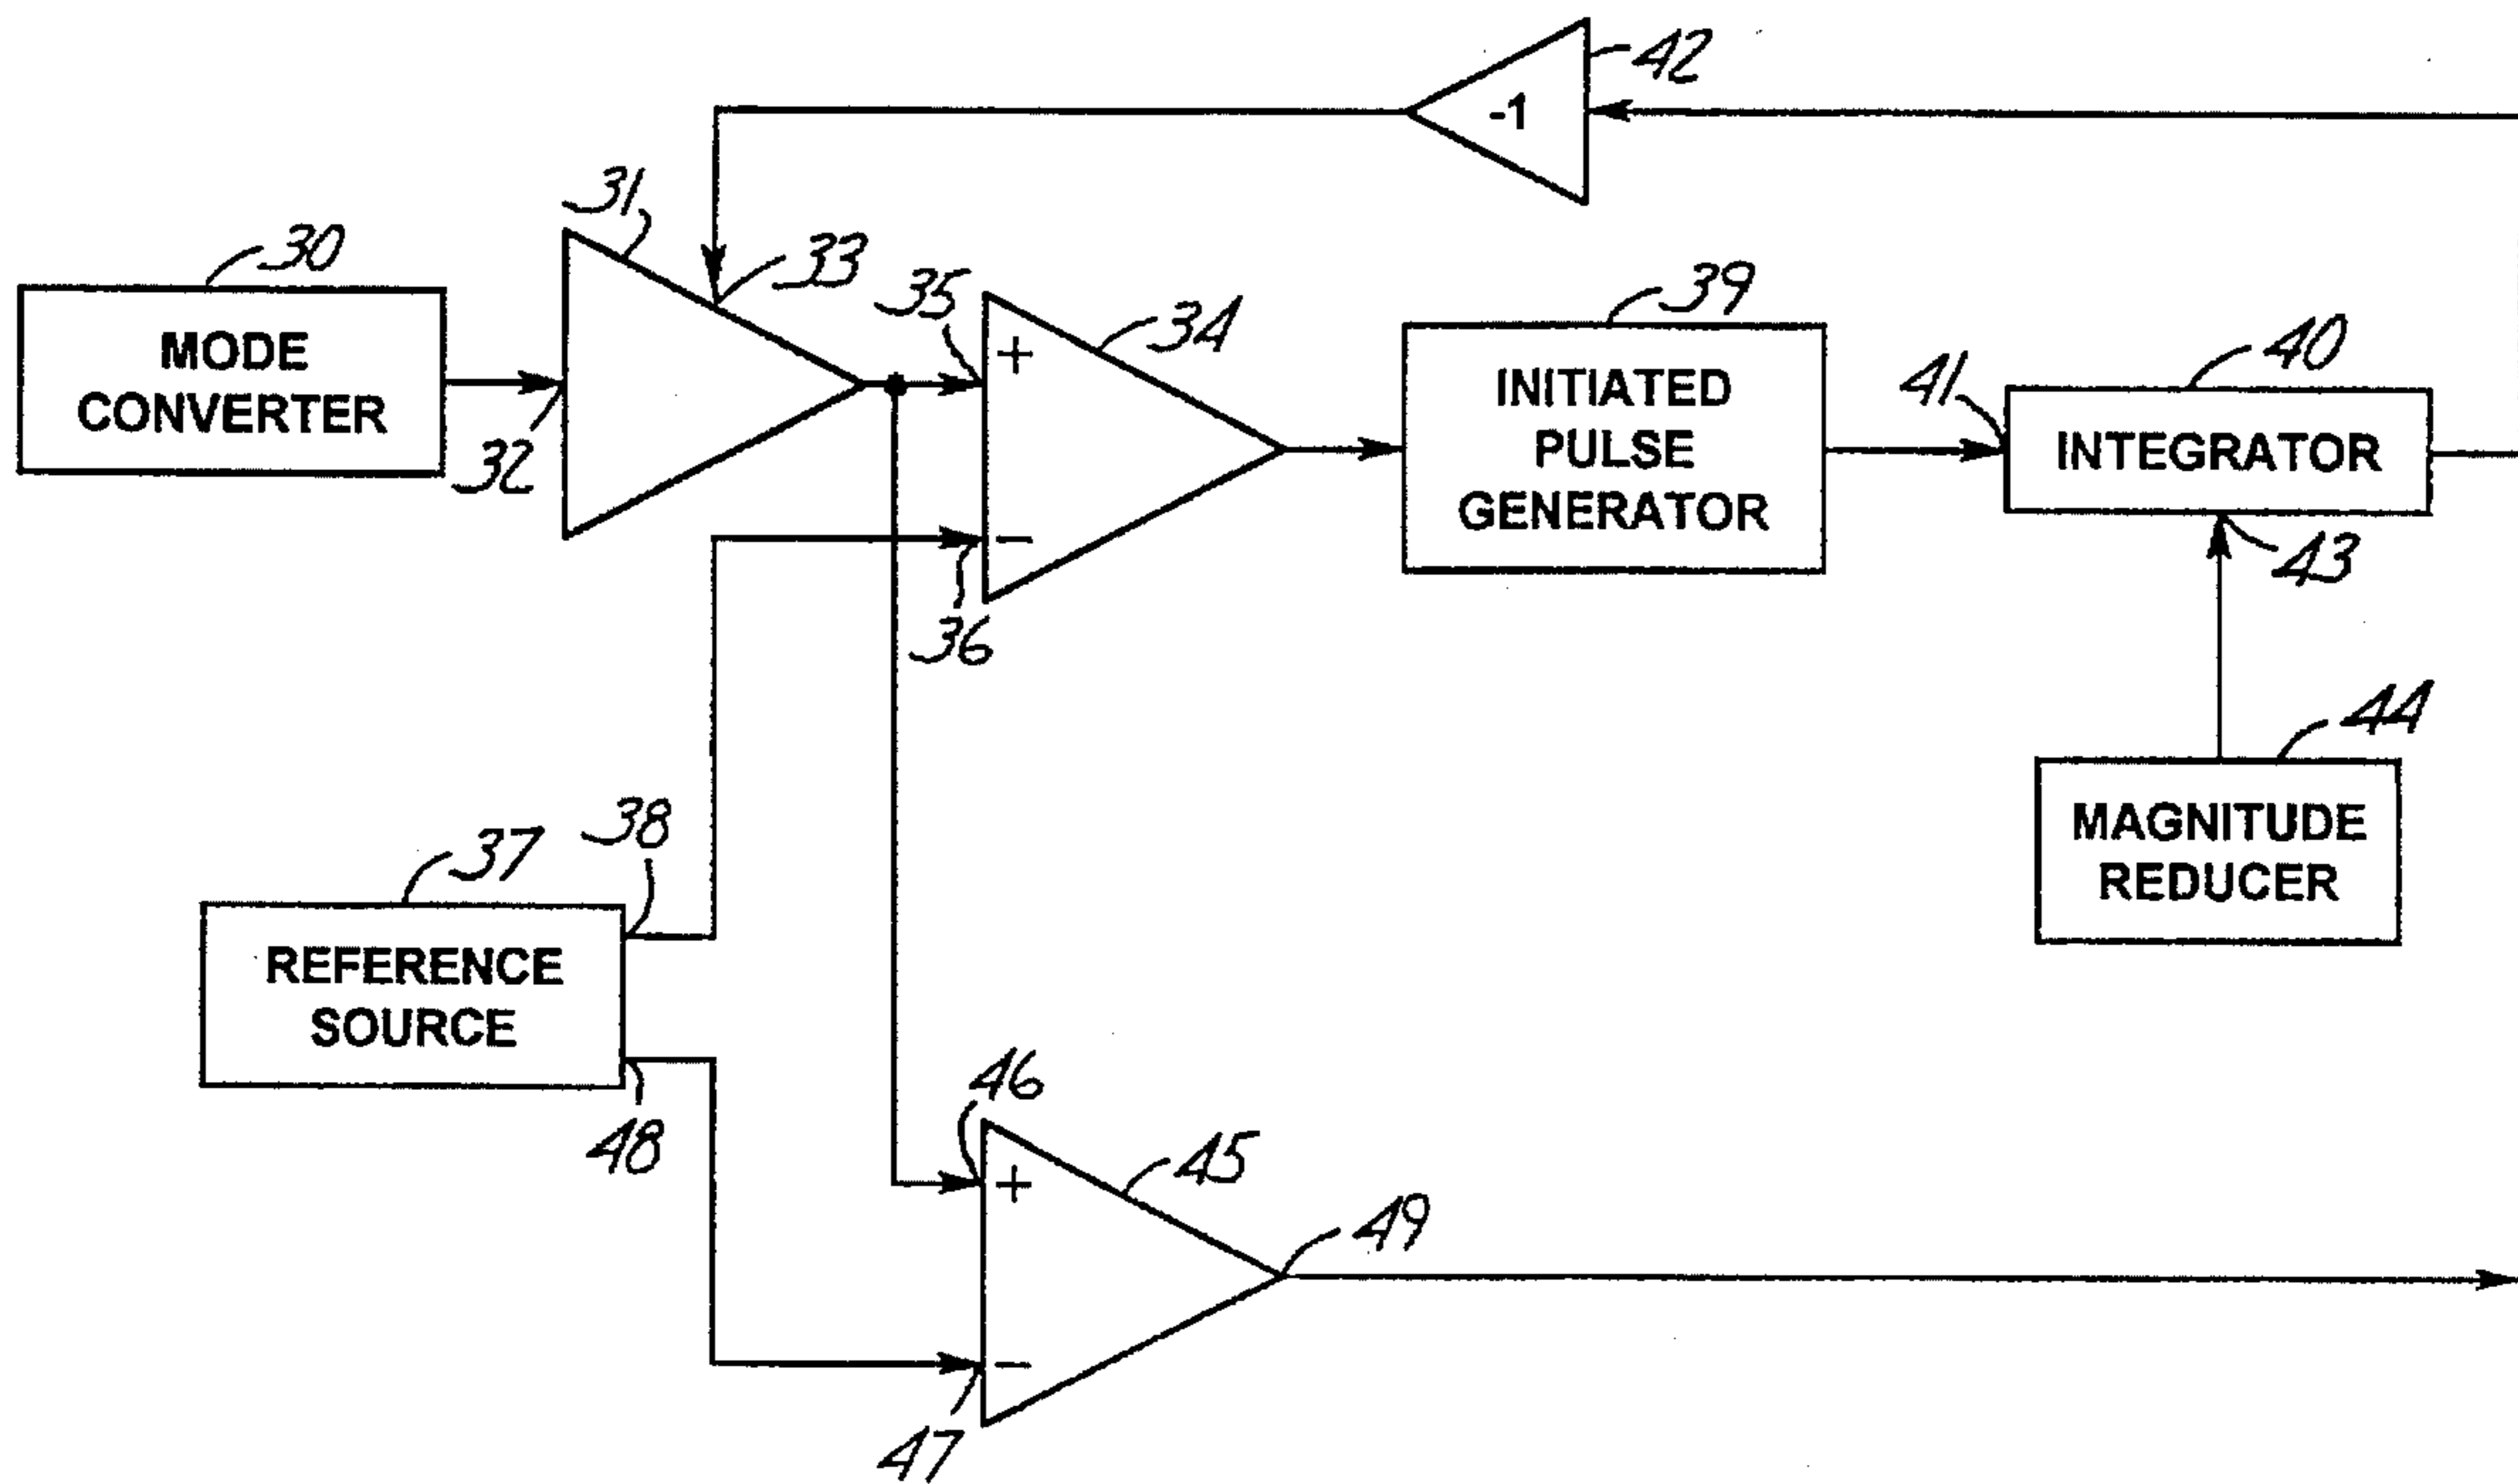 42
-1
31
30
33
35
34
39
40
MODE
CONVERTER
32
+
INITIATED
PULSE
GENERATOR
41
INTEGRATOR
−
36
43
44
MAGNITUDE
REDUCER
37
38
REFERENCE
SOURCE
48
46
45
+
49
−
47